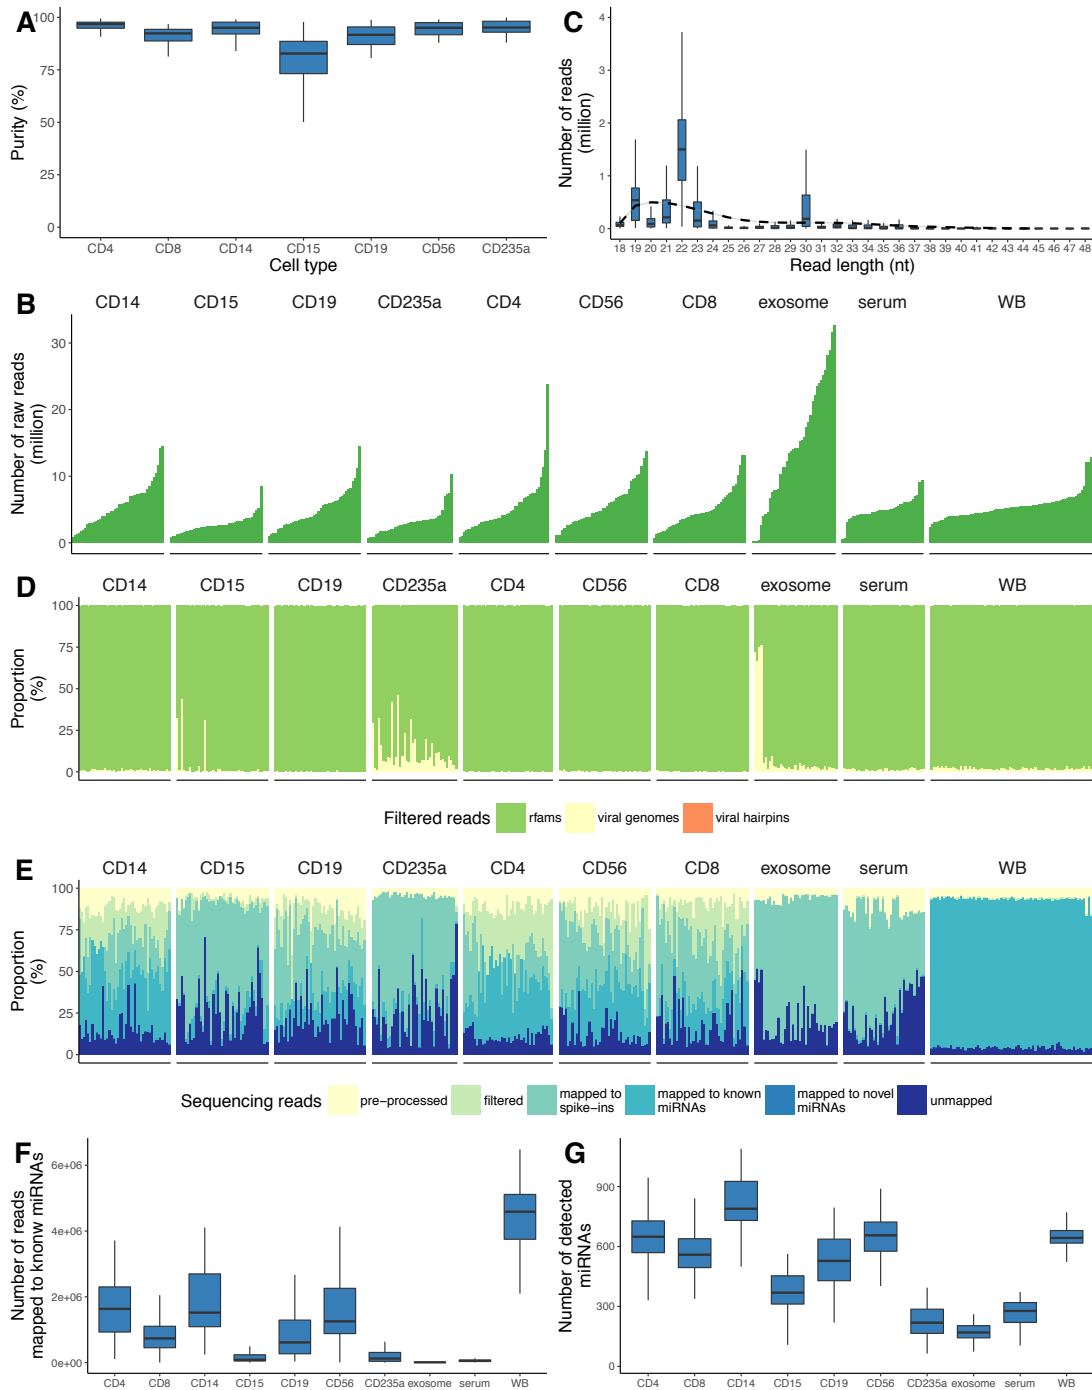 A
Purity (%)
100
75
50
25
0
CD4 CD8 CD14 CD15 CD19 CD56 CD235a
Cell type
C
Number of reads
(million)
4
3
2
1
0
18 19 20 21 22 23 24 25 26 27 28 29 30 31 32 33 34 35 36 37 38 39 40 41 42 43 44 45 46 47 48
Read length (nt)
B
CD14 CD15 CD19 CD235a CD4 CD56 CD8 exosome serum WB
Number of raw reads
(million)
30
20
10
0
D
CD14 CD15 CD19 CD235a CD4 CD56 CD8 exosome serum WB
Proportion
(%)
100
75
50
25
0
Filtered reads rfams viral genomes viral hairpins
E
CD14 CD15 CD19 CD235a CD4 CD56 CD8 exosome serum WB
Proportion
(%)
100
75
50
25
0
Sequencing reads pre-processed filtered mapped to spike-ins mapped to known miRNAs mapped to novel miRNAs unmapped
F
Number of reads
mapped to knonw miRNAs
6e+06
4e+06
2e+06
0e+00
CD4 CD8 CD14 CD15 CD19 CD56 CD235a exosome serum WB
G
Number of detected
miRNAs
900
600
300
0
CD4 CD8 CD14 CD15 CD19 CD56 CD235a exosome serum WB